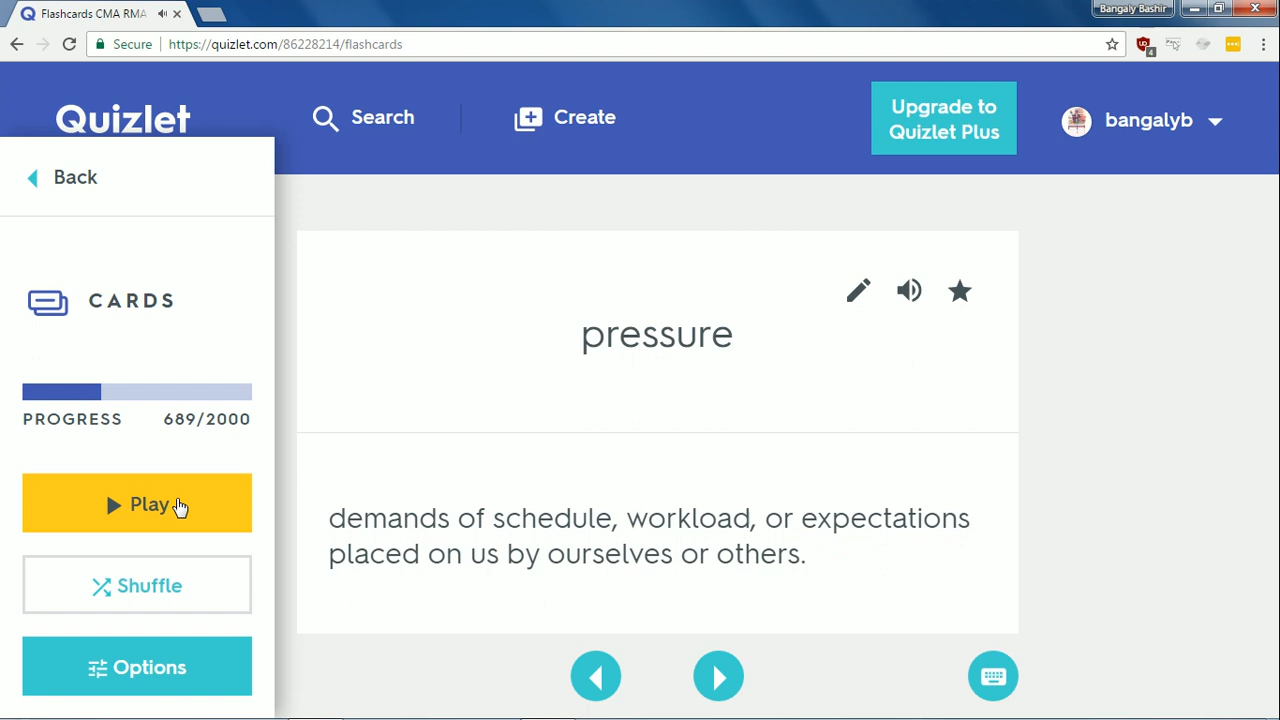 Flashcards CMA RMA
Bangaly Bashir
Secure
https://quizlet.com/86228214/flashcards
4
Quizlet
Search
Create
Upgrade to
Quizlet Plus
bangalyb
Back
CARDS
PROGRESS 689/2000
Play
Shuffle
Options
pressure
demands of schedule, workload, or expectations
placed on us by ourselves or others.